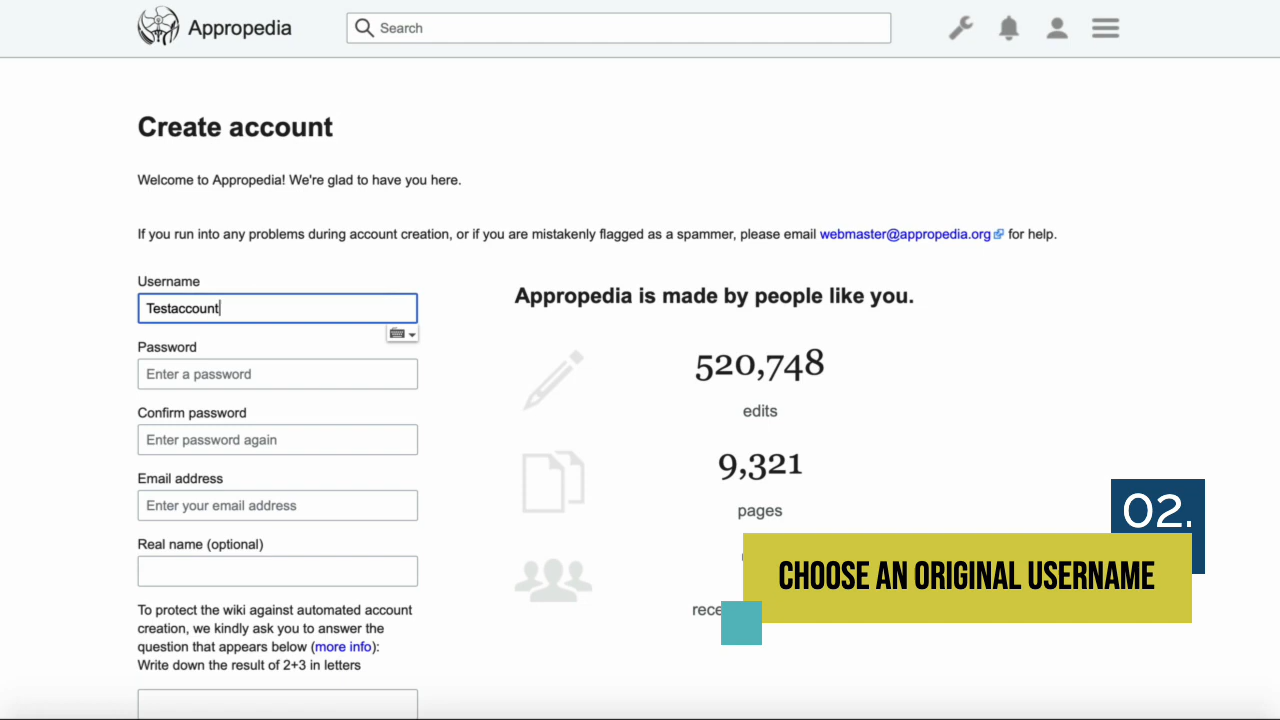 Appropedia
Search
Create account
Welcome to Appropedia! We're glad to have you here.
If you run into any problems during account creation, or if you are mistakenly flagged as a spammer, please email webmaster@appropedia.org for help.
Username
Testaccount
Password
Enter a password
Confirm password
Enter password again
Email address
Enter your email address
Real name (optional)
To protect the wiki against automated account
creation, we kindly ask you to answer the
question that appears below (more info):
Write down the result of 2+3 in letters
Appropedia is made by people like you.
520,748
edits
9,321
pages
02.
CHOOSE AN ORIGINAL USERNAME